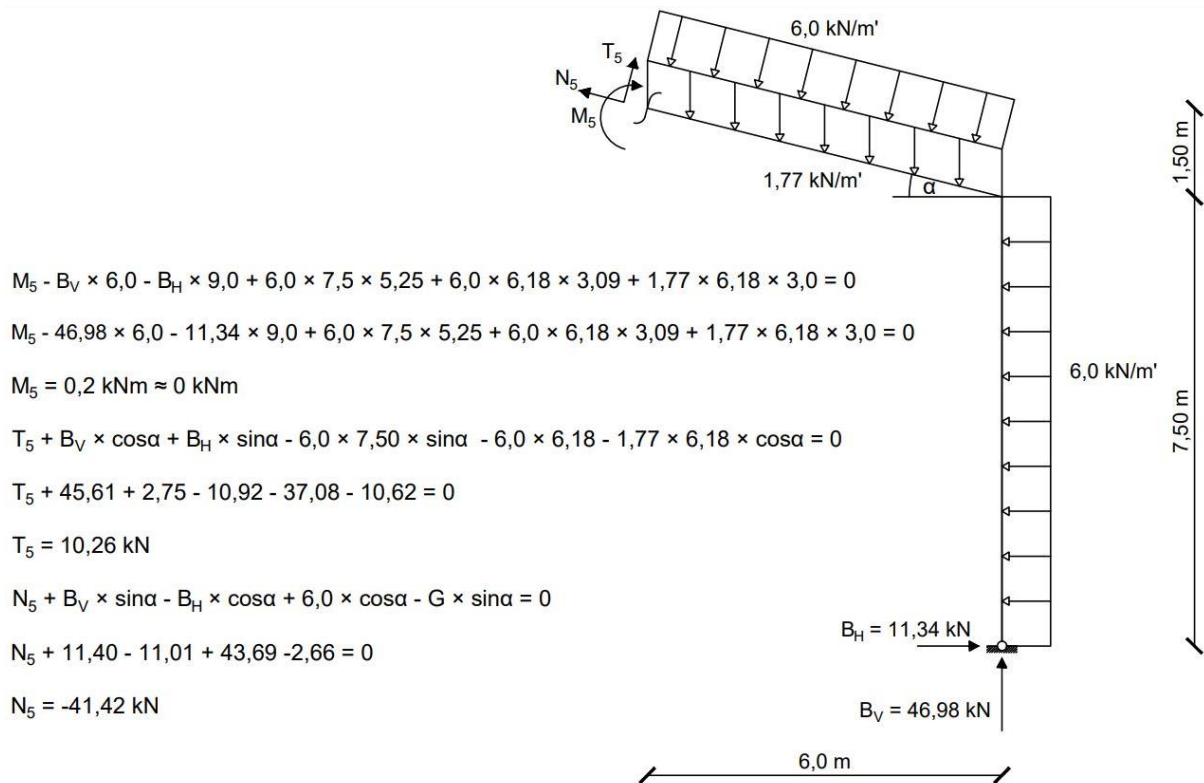 6,0 kN/m'
T₅
N₅
M₅
1,77 kN/m'
α
1,50 m
M₅ - Bᵥ × 6,0 - B_H × 9,0 + 6,0 × 7,5 × 5,25 + 6,0 × 6,18 × 3,09 + 1,77 × 6,18 × 3,0 = 0
M₅ - 46,98 × 6,0 - 11,34 × 9,0 + 6,0 × 7,5 × 5,25 + 6,0 × 6,18 × 3,09 + 1,77 × 6,18 × 3,0 = 0
M₅ = 0,2 kNm ≈ 0 kNm
6,0 kN/m'
7,50 m
T₅ + Bᵥ × cosα + B_H × sinα - 6,0 × 7,50 × sinα - 6,0 × 6,18 - 1,77 × 6,18 × cosα = 0
T₅ + 45,61 + 2,75 - 10,92 - 37,08 - 10,62 = 0
T₅ = 10,26 kN
N₅ + Bᵥ × sinα - B_H × cosα + 6,0 × cosα - G × sinα = 0
N₅ + 11,40 - 11,01 + 43,69 -2,66 = 0
N₅ = -41,42 kN
B_H = 11,34 kN
Bᵥ = 46,98 kN
6,0 m